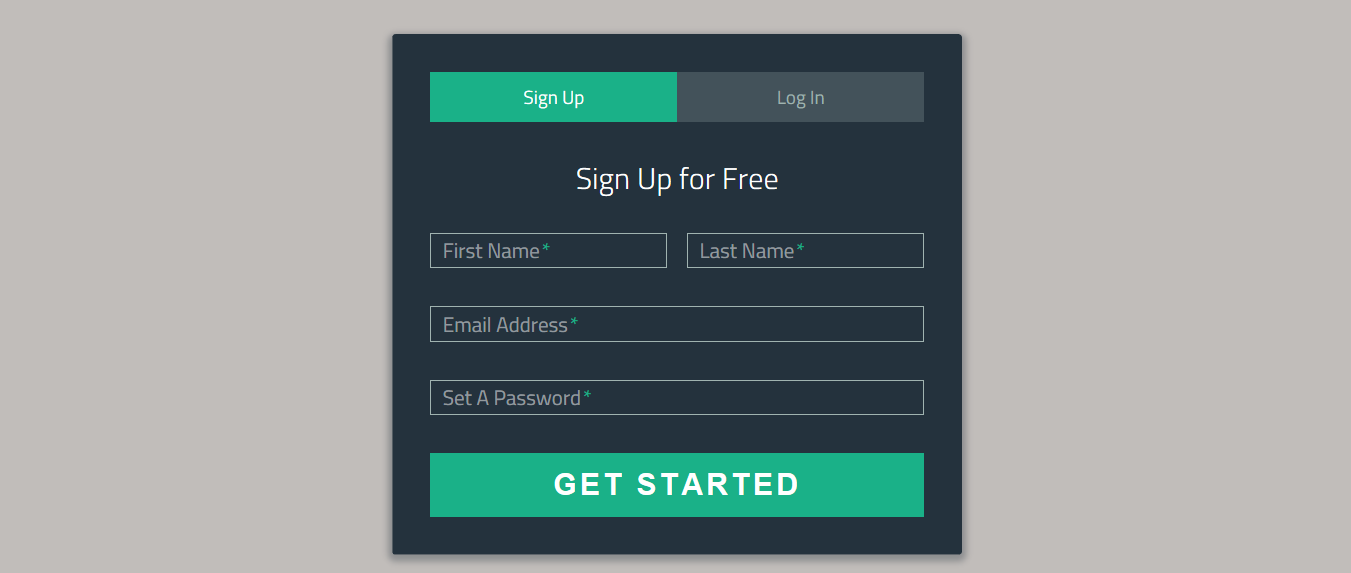 Sign Up Log In
Sign Up for Free
First Name* Last Name*
Email Address*
Set A Password*
GET STARTED